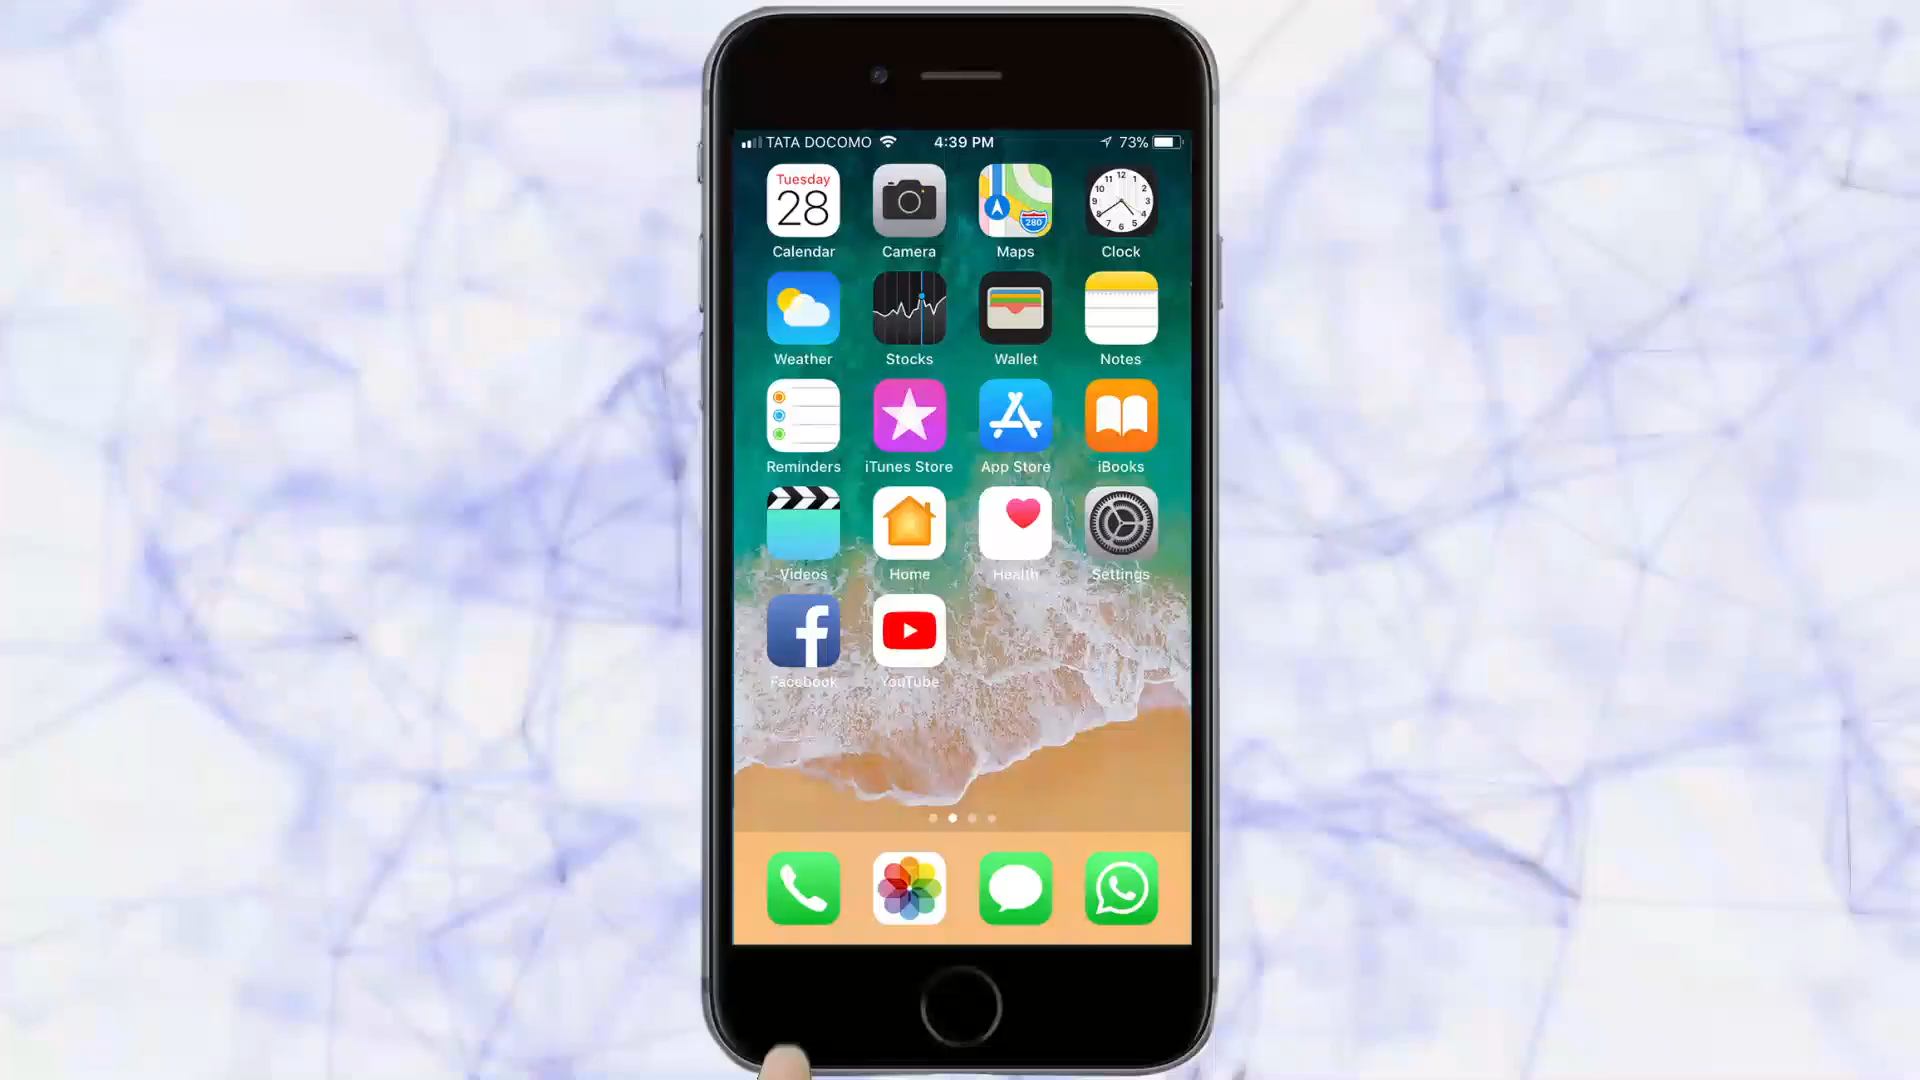 TATA DOCOMO 4:39 PM 73%
Tuesday
28
Calendar Camera Maps Clock
280
Weather Stocks Wallet Notes
Reminders iTunes Store App Store iBooks
Videos Home Health Settings
Facebook YouTube